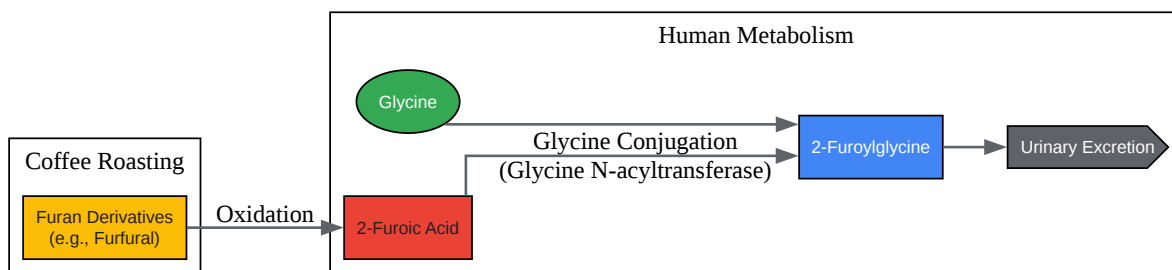 Human Metabolism
Glycine
Glycine Conjugation
(Glycine N-acyltransferase)
2-Furoylglycine
Urinary Excretion
Coffee Roasting
Furan Derivatives
(e.g., Furfural)
Oxidation
2-Furoic Acid